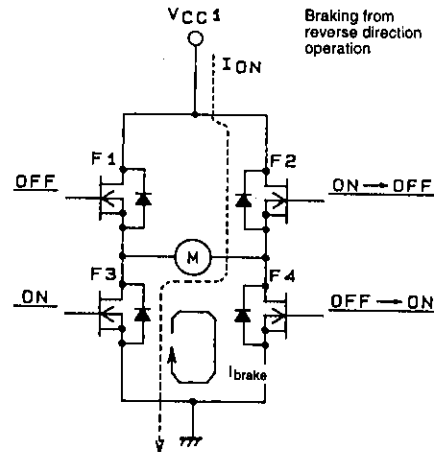 VCC1
Braking from
reverse direction
operation
ION
F1
F2
OFF
ON → OFF
M
F3
F4
ON
OFF → ON
Ibrake